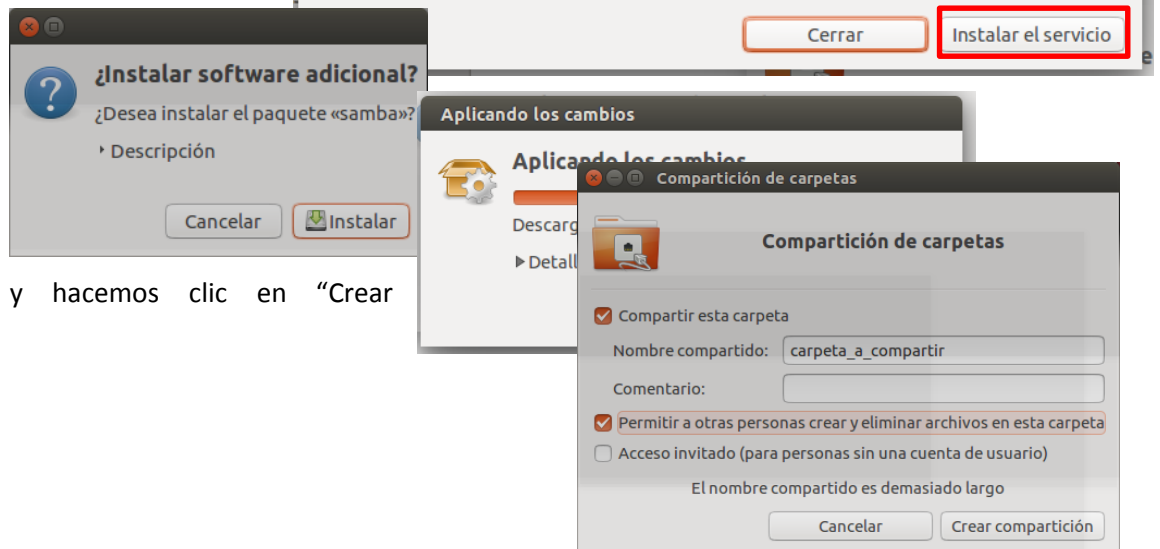 Cerrar
Instalar el servicio
¿Instalar software adicional?
¿Desea instalar el paquete «samba»?
Descripción
Cancelar
Instalar
Aplicando los cambios
Aplicando los cambios
Compartición de carpetas
Compartición de carpetas
Compartir esta carpeta
Nombre compartido: carpeta_a_compartir
Comentario:
Permitir a otras personas crear y eliminar archivos en esta carpeta
Acceso invitado (para personas sin una cuenta de usuario)
El nombre compartido es demasiado largo
Cancelar
Crear compartición
y hacemos clic en “Crear